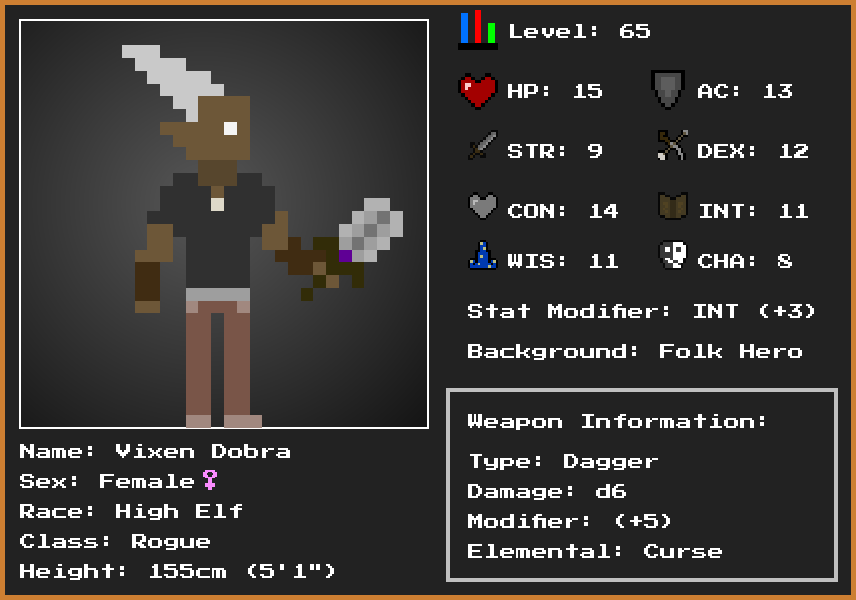 Level: 65
HP: 15
AC: 13
STR: 9
DEX: 12
CON: 14
INT: 11
WIS: 11
CHA: 8
Stat Modifier: INT (+3)
Background: Folk Hero
Weapon Information:
Type: Dagger
Damage: d6
Modifier: (+5)
Elemental: Curse
Name: Vixen Dobra
Sex: Female♀
Race: High Elf
Class: Rogue
Height: 155cm (5'1")